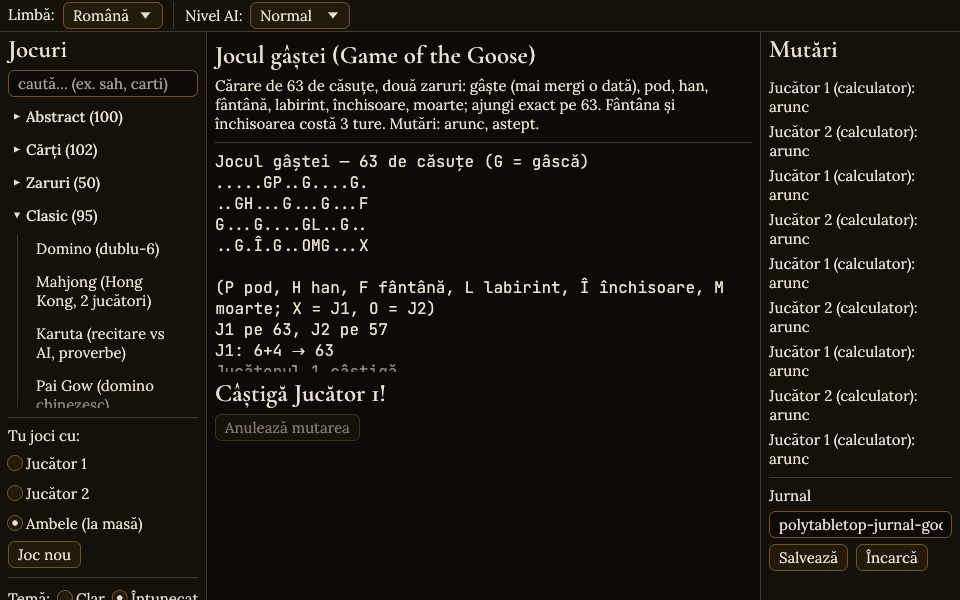 Limbă: Română ▼ Nivel AI: Normal ▼
Jocuri
caută... (ex. sah, carti)
▸ Abstract (100)
▸ Cărți (102)
▸ Zaruri (50)
▾ Clasic (95)
Domino (dublu-6)
Mahjong (Hong
Kong, 2 jucători)
Karuta (recitare vs
AI, proverbe)
Pai Gow (domino
chinezesc)
Tu joci cu:
Jucător 1
Jucător 2
Ambele (la masă)
Joc nou
Temă: Clar Întunecat
Jocul gâștei (Game of the Goose)
Cărare de 63 de căsuțe, două zaruri: gâște (mai mergi o dată), pod, han,
fântână, labirint, închisoare, moarte; ajungi exact pe 63. Fântâna și
închisoarea costă 3 ture. Mutări: arunc, astept.
Jocul gâștei — 63 de căsuțe (G = gâscă)
.....GP..G....G.
..GH...G...G...F
G...G....GL..G..
..G.Î.G..OMG...X
(P pod, H han, F fântână, L labirint, Î închisoare, M
moarte; X = J1, O = J2)
J1 pe 63, J2 pe 57
J1: 6+4 → 63
Jucătorul 1 câștigă
Câștigă Jucător 1!
Anulează mutarea
Mutări
Jucător 1 (calculator):
arunc
Jucător 2 (calculator):
arunc
Jucător 1 (calculator):
arunc
Jucător 2 (calculator):
arunc
Jucător 1 (calculator):
arunc
Jucător 2 (calculator):
arunc
Jucător 1 (calculator):
arunc
Jucător 2 (calculator):
arunc
Jucător 1 (calculator):
arunc
Jurnal
polytabletop-jurnal-goo
Salvează Încarcă